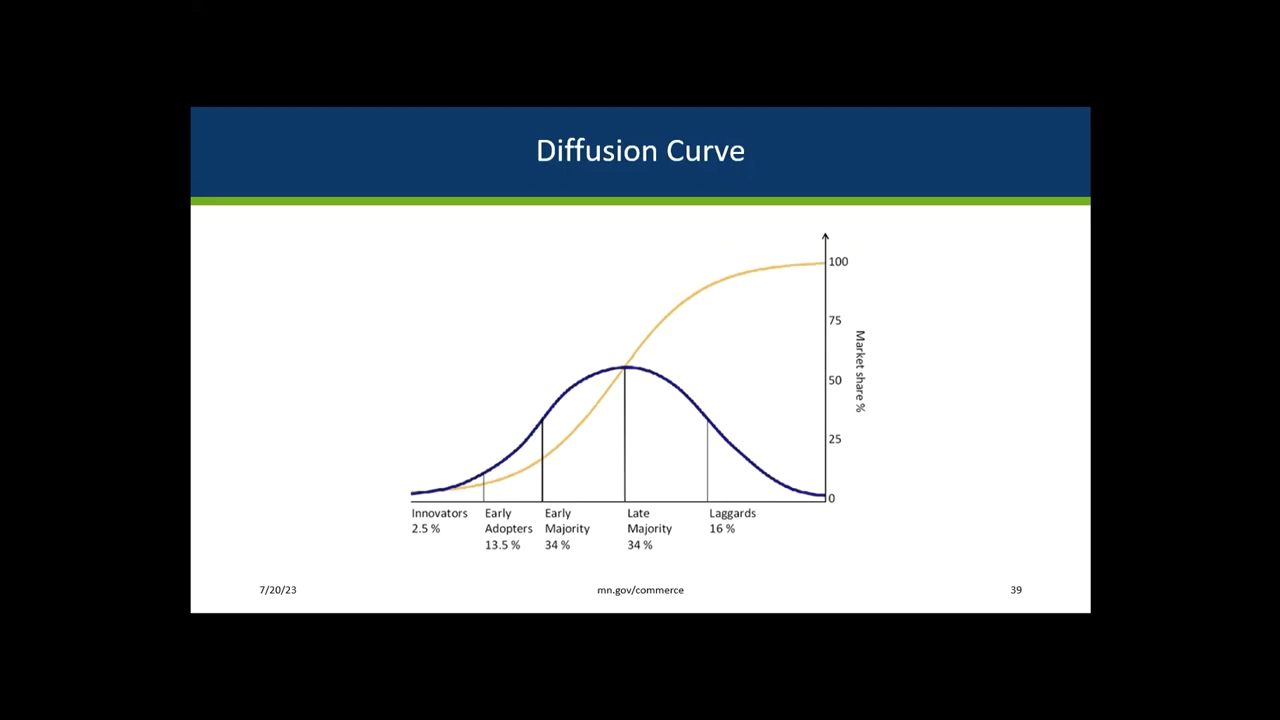 Diffusion Curve
100
75
50
25
0
Market share %
Innovators
2.5 %
Early
Adopters
13.5 %
Early
Majority
34 %
Late
Majority
34 %
Laggards
16 %
7/20/23
mn.gov/commerce
39